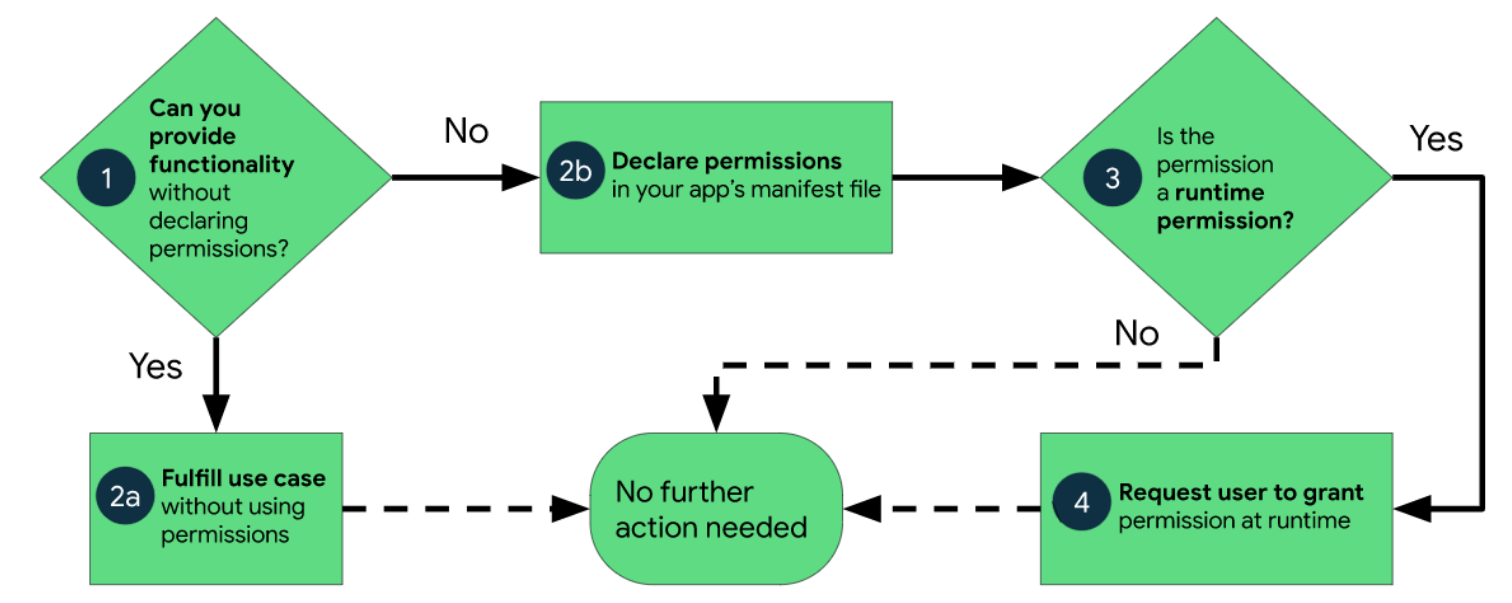 1
Can you
provide
functionality
without
declaring
permissions?
No
2b
Declare permissions
in your app's manifest file
3
Is the
permission
a runtime
permission?
Yes
No
Yes
2a
Fulfill use case
without using
permissions
No further
action needed
4
Request user to grant
permission at runtime